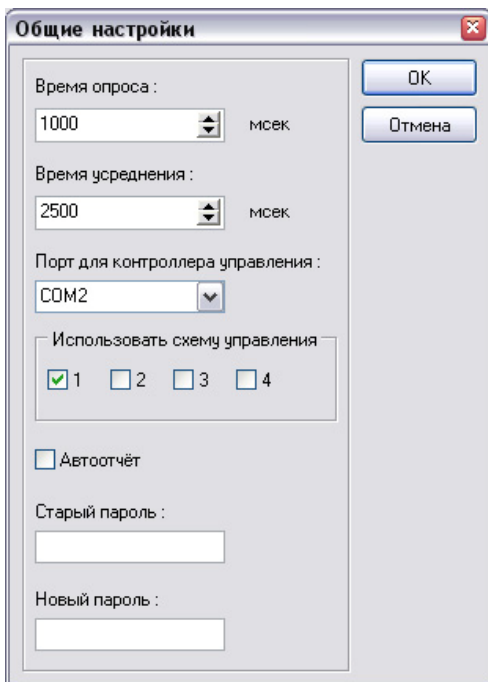 Общие настройки
Время опроса :
1000 мсек
Время усреднения :
2500 мсек
Порт для контроллера управления :
COM2
Использовать схему управления
1 2 3 4
Автоотчёт
Старый пароль :
Новый пароль :
OK
Отмена